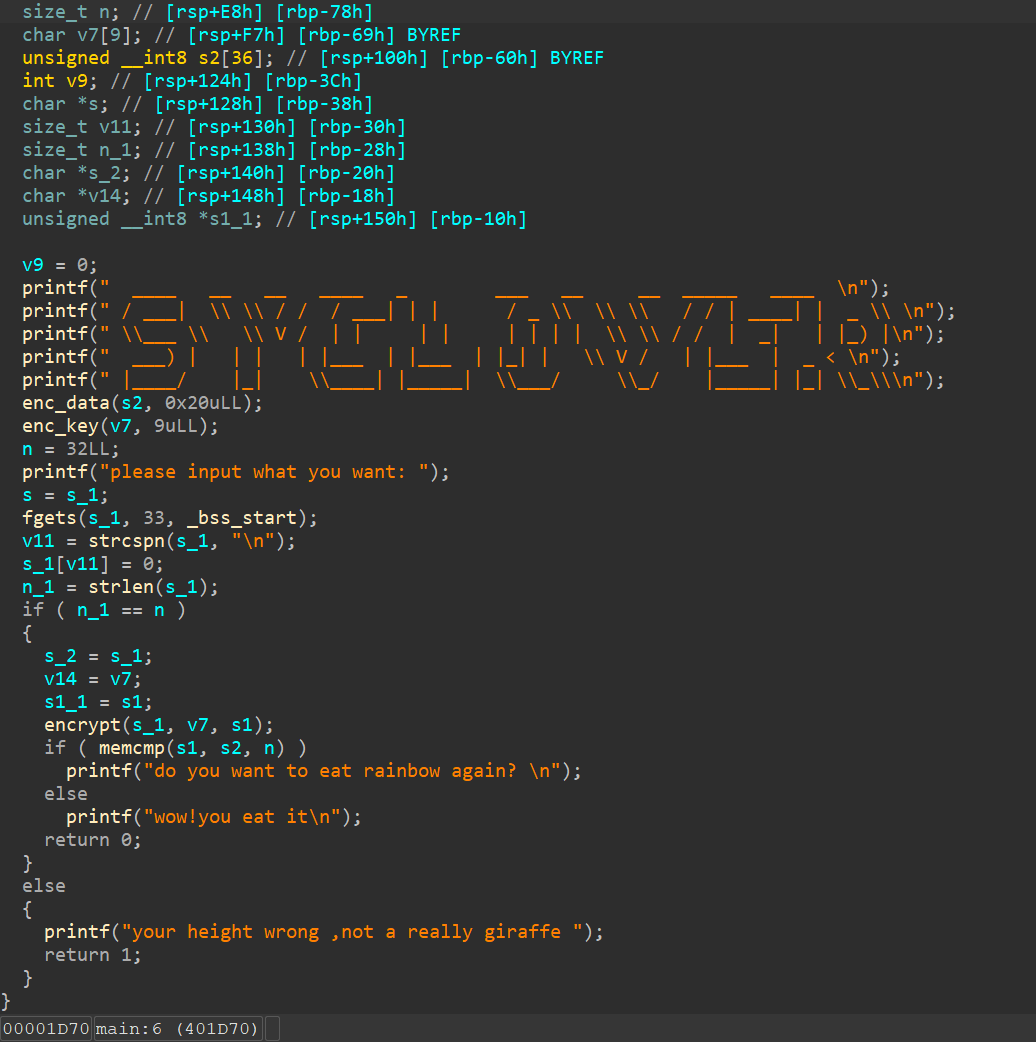 size_t n; // [rsp+E8h] [rbp-78h]
char v7[9]; // [rsp+F7h] [rbp-69h] BYREF
unsigned __int8 s2[36]; // [rsp+100h] [rbp-60h] BYREF
int v9; // [rsp+124h] [rbp-3Ch]
char *s; // [rsp+128h] [rbp-38h]
size_t v11; // [rsp+130h] [rbp-30h]
size_t n_1; // [rsp+138h] [rbp-28h]
char *s_2; // [rsp+140h] [rbp-20h]
char *v14; // [rsp+148h] [rbp-18h]
unsigned __int8 *s1_1; // [rsp+150h] [rbp-10h]
v9 = 0;
printf("  ____   __   __   ____   _        ___   __     __  _____    ____  \n");
printf(" / ___|  \\ \\ / /  / ___| | |      / _ \\  \\ \\   / / | ____| |  _ \\ \n");
printf(" \\___ \\   \\ V /  | |     | |     | | | |  \\ \\ / /  |  _|   | |_) |\n");
printf("  ___) |   | |   | |___  | |___  | |_| |   \\ V /   | |___  |  _ < \n");
printf(" |____/    |_|    \\____| |_____|  \\___/     \\_/    |_____| |_| \\_\\\n");
enc_data(s2, 0x20uLL);
enc_key(v7, 9uLL);
n = 32LL;
printf("please input what you want: ");
s = s_1;
fgets(s_1, 33, _bss_start);
v11 = strcspn(s_1, "\n");
s_1[v11] = 0;
n_1 = strlen(s_1);
if ( n_1 == n )
{
s_2 = s_1;
v14 = v7;
s1_1 = s1;
encrypt(s_1, v7, s1);
if ( memcmp(s1, s2, n) )
printf("do you want to eat rainbow again? \n");
else
printf("wow!you eat it\n");
return 0;
}
else
{
printf("your height wrong ,not a really giraffe ");
return 1;
}
}
00001D70 main:6 (401D70)